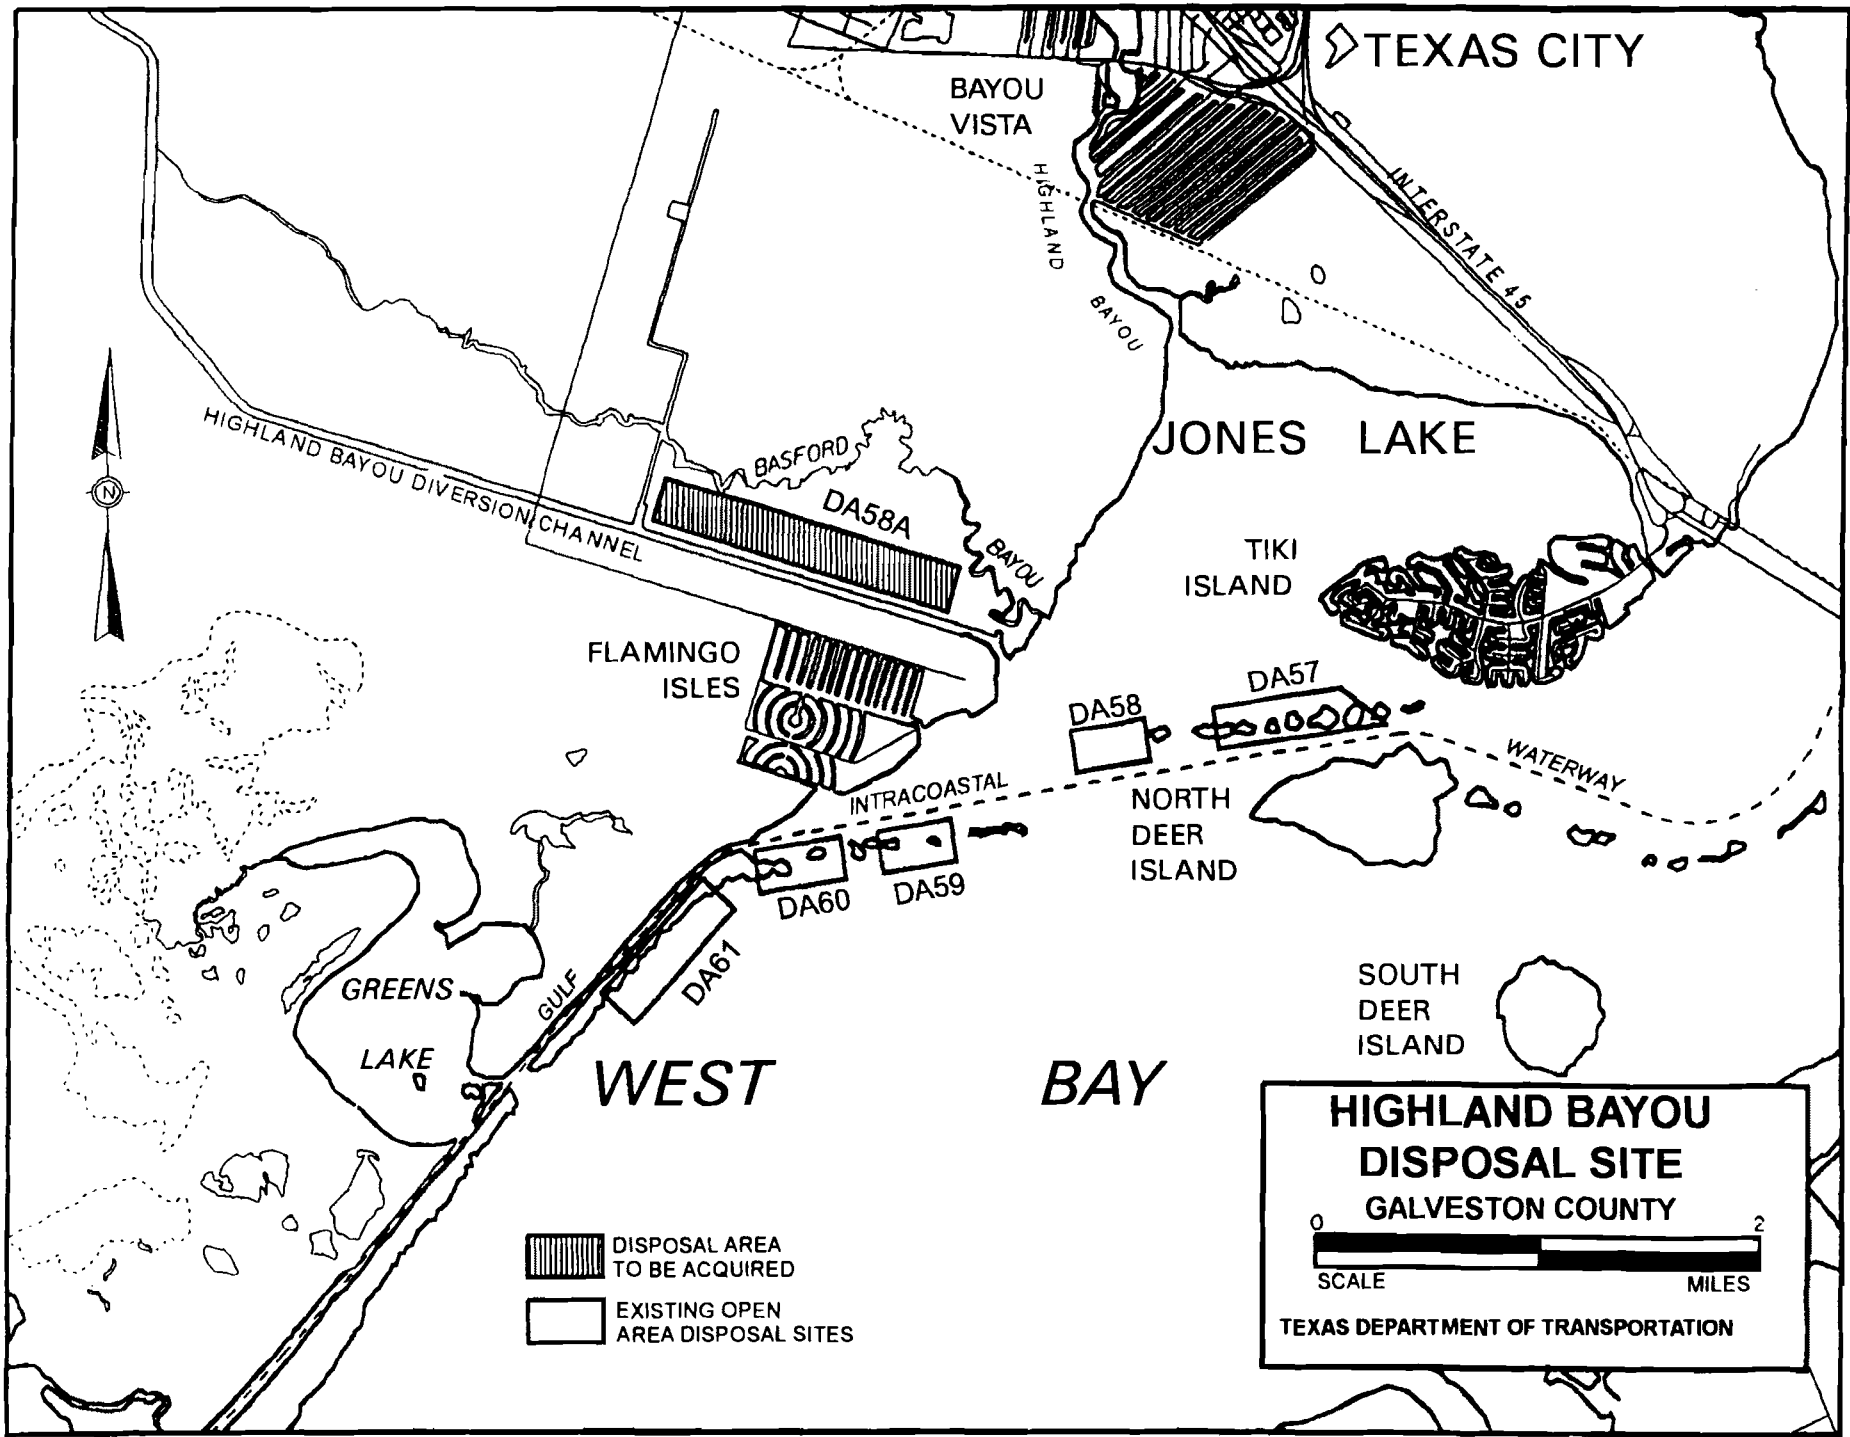 TEXAS CITY
BAYOU
VISTA
HIGHLAND
BAYOU
INTERSTATE 45
JONES LAKE
HIGHLAND BAYOU DIVERSION CHANNEL
BASFORD
BAYOU
DA58A
N
TIKI
ISLAND
FLAMINGO
ISLES
DA58
DA57
INTRACOASTAL
WATERWAY
NORTH
DEER
ISLAND
DA60
DA59
DA61
GULF
GREENS
LAKE
SOUTH
DEER
ISLAND
WEST BAY
DISPOSAL AREA
TO BE ACQUIRED
EXISTING OPEN
AREA DISPOSAL SITES
HIGHLAND BAYOU
DISPOSAL SITE
GALVESTON COUNTY
0 2
SCALE MILES
TEXAS DEPARTMENT OF TRANSPORTATION